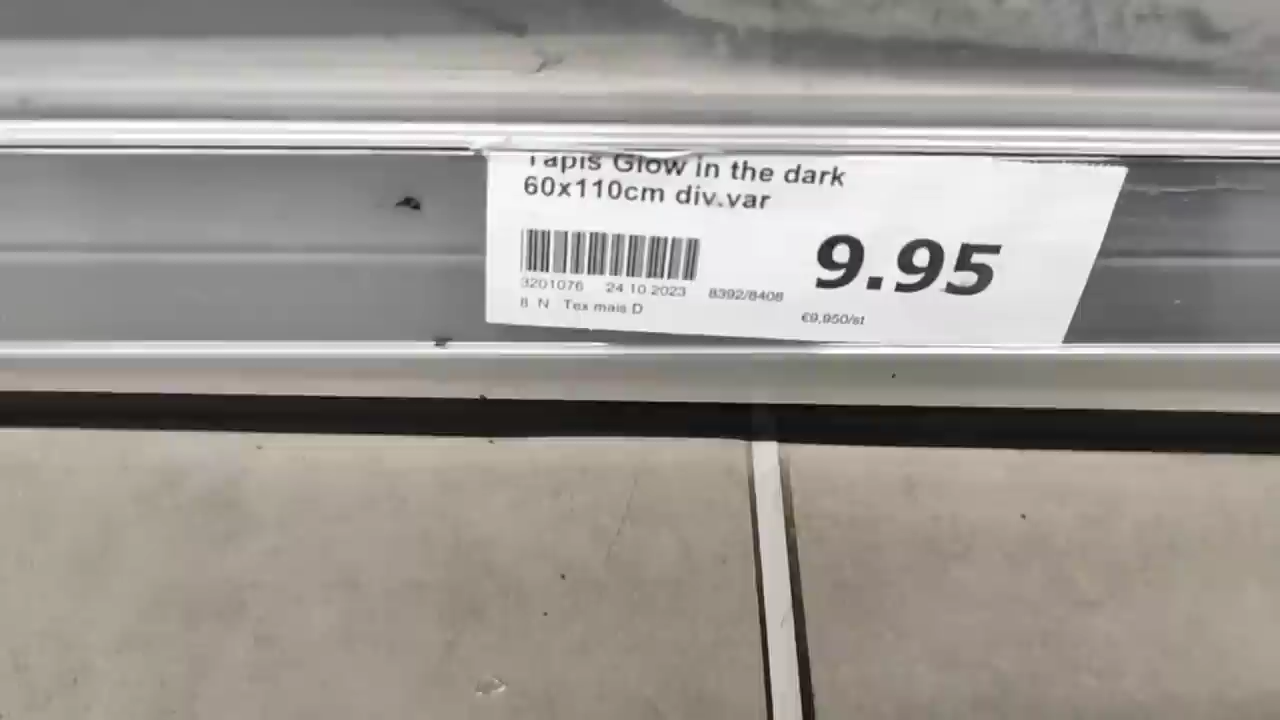 Tapis Glow in the dark
60x110cm div.var
9.95
3201076 24 10 2023 8392/8408
8 N Tex mais D
€9,950/st